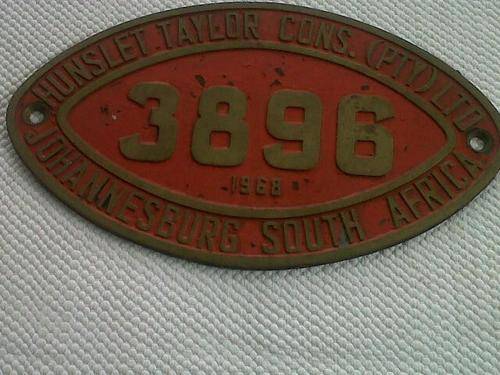 HUNSLET TAYLOR CONS. (PTY) LTD.
3896
1968
JOHANNESBURG SOUTH AFRICA